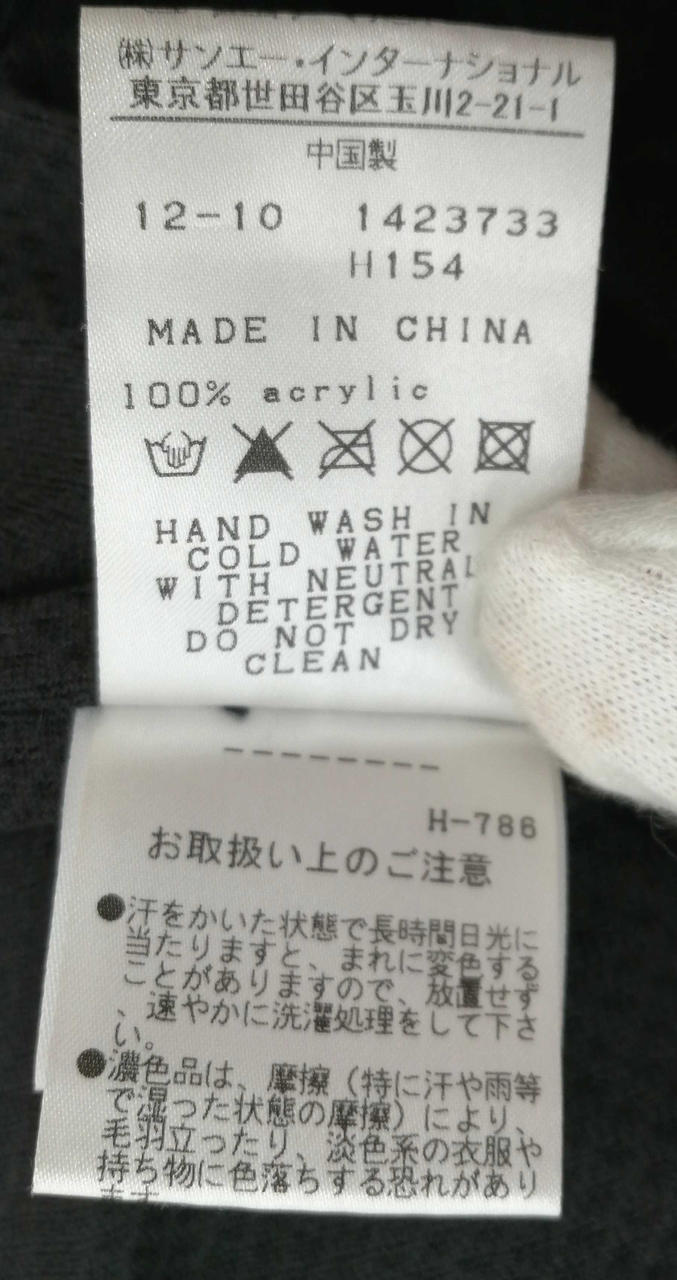 ㈱サンエー・インターナショナル
東京都世田谷区玉川2-21-1
中国製
12-10 1423733
H154
MADE IN CHINA
100% acrylic
HAND WASH IN
COLD WATER
WITH NEUTRAL
DETERGENT
DO NOT DRY
CLEAN
--------
H-786
お取扱い上のご注意
●汗をかいた状態で長時間日光に
当たりますと、まれに変色する
ことがありますので、放置せず
、速やかに洗濯処理をして下さ
い。
●濃色品は、摩擦（特に汗や雨等
で湿った状態の摩擦）により、
毛羽立ったり、淡色系の衣服や
持ち物に色落ちする恐れがあり